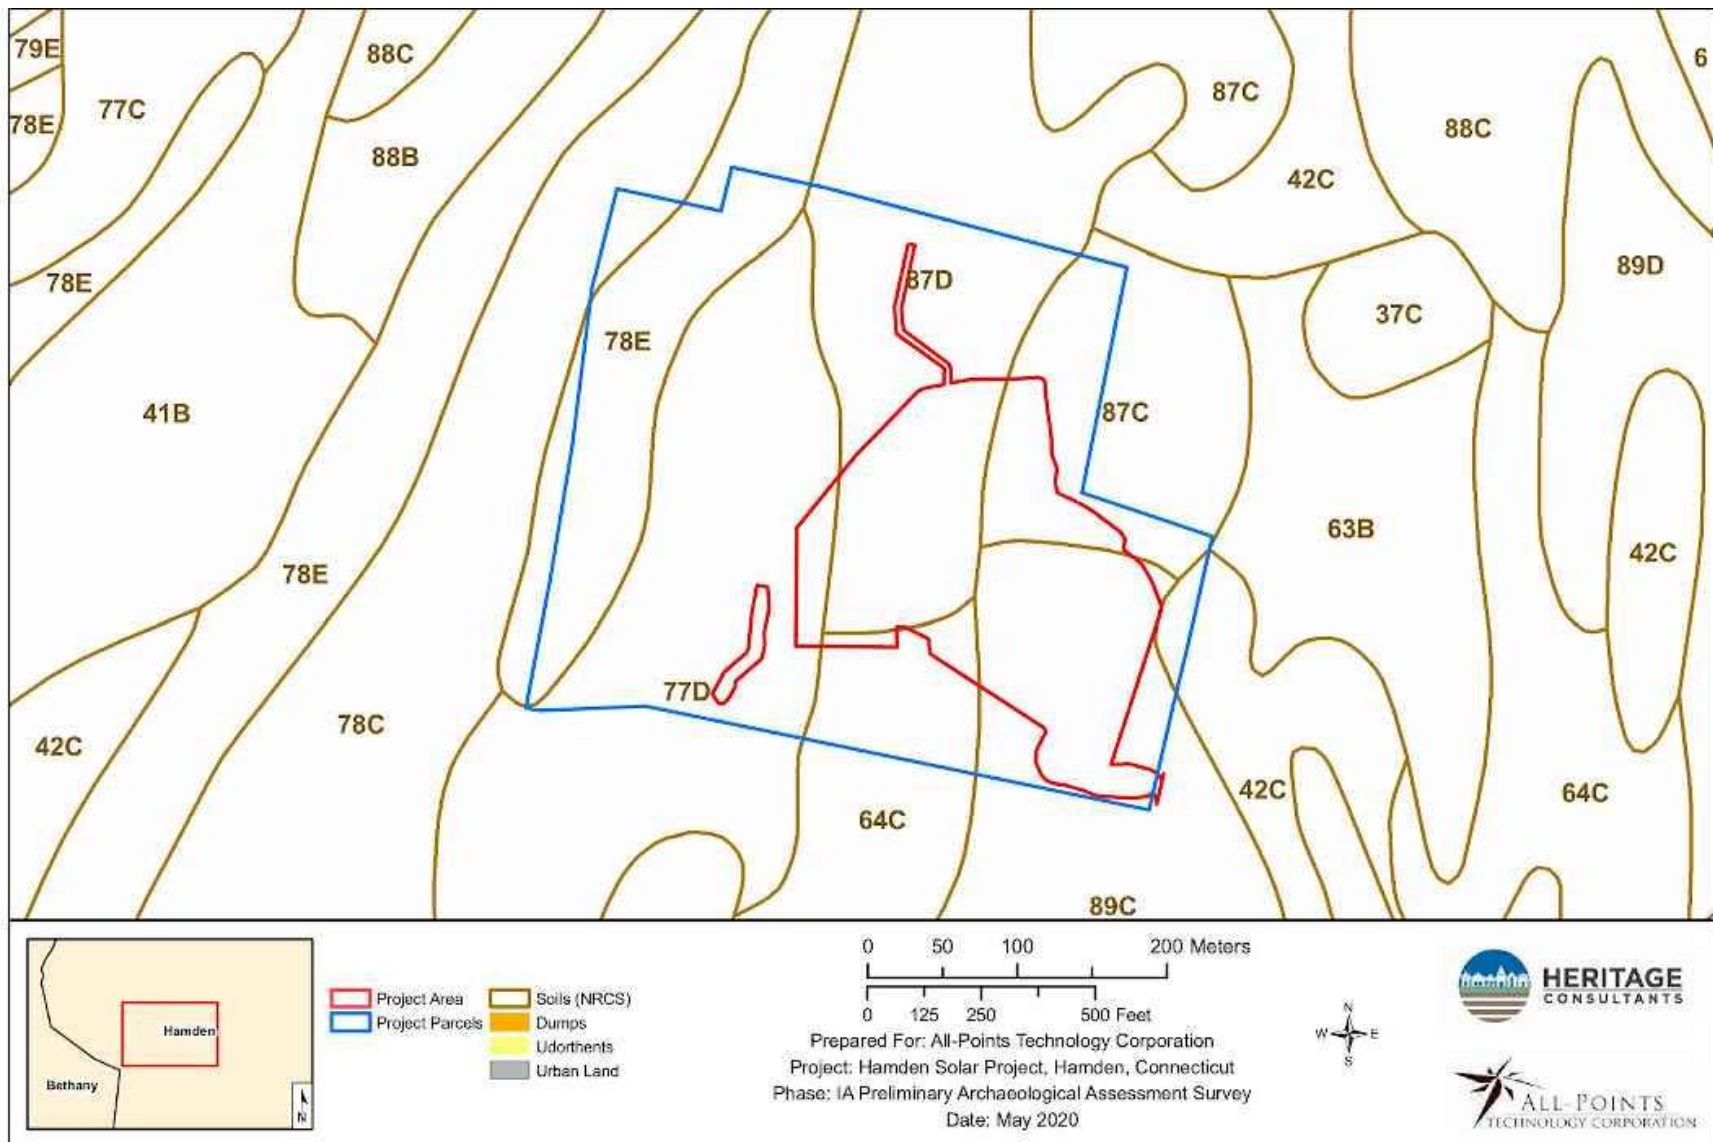 79E
88C
6
77C
87C
78E
88C
88B
42C
78E
87D
89D
37C
78E
41B
87C
63B
42C
78E
77D
78C
42C
42C
64C
64C
89C
Hamden
Bethany
N
Project Area
Project Parcels
Soils (NRCS)
Dumps
Udorthents
Urban Land
0 50 100 200 Meters
0 125 250 500 Feet
Prepared For: All-Points Technology Corporation
Project: Hamden Solar Project, Hamden, Connecticut
Phase: IA Preliminary Archaeological Assessment Survey
Date: May 2020
N
W E
S
HERITAGE
CONSULTANTS
ALL-POINTS
TECHNOLOGY CORPORATION